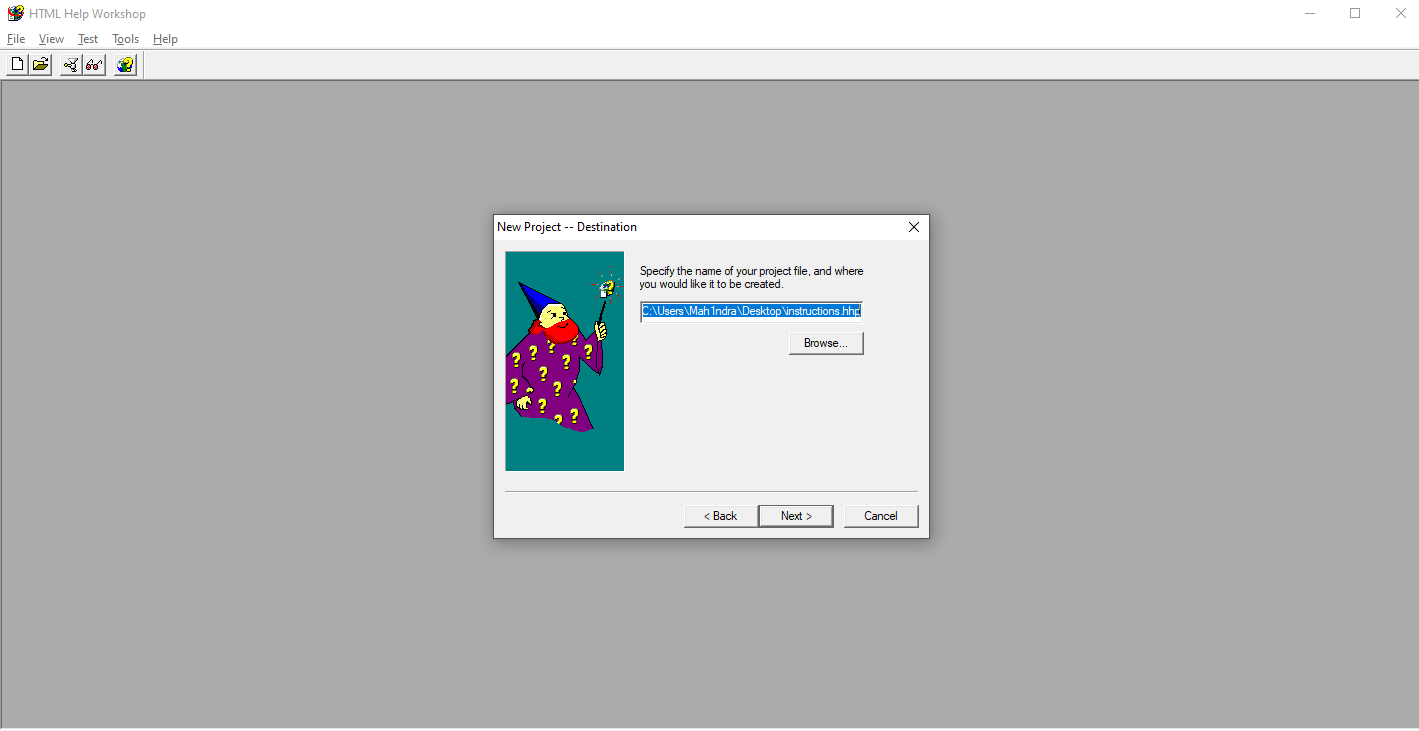 HTML Help Workshop
File View Test Tools Help
New Project -- Destination
Specify the name of your project file, and where
you would like it to be created.
C:\Users\Mah1ndra\Desktop\instructions.hhp
Browse...
< Back Next > Cancel